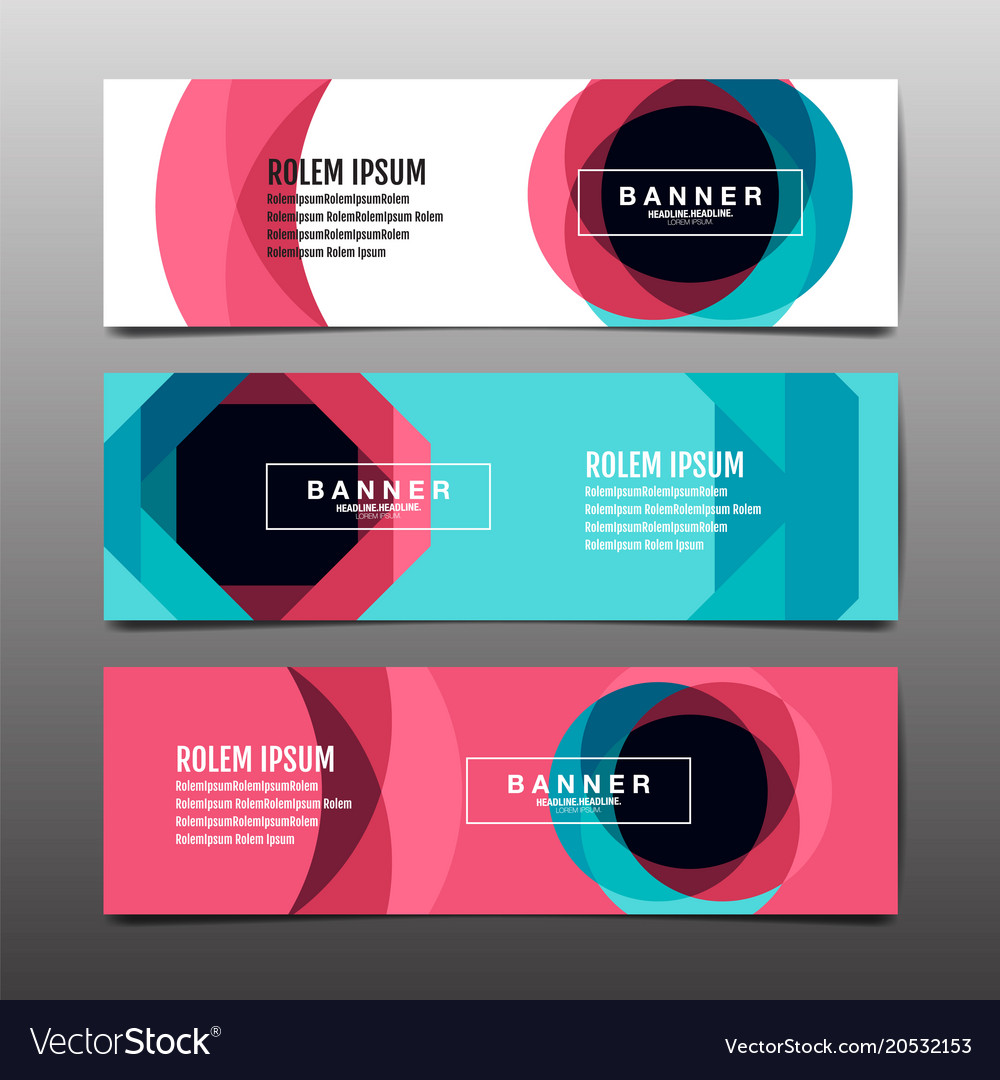 ROLEM IPSUM
RolemIpsumRolemIpsumRolem
RolemIpsum RolemRolemIpsum Rolem
RolemIpsumRolemIpsumRolem
RolemIpsum Rolem Ipsum
BANNER
HEADLINE.HEADLINE.
LOREM IPSUM.
BANNER
HEADLINE.HEADLINE.
LOREM IPSUM.
ROLEM IPSUM
RolemIpsumRolemIpsumRolem
RolemIpsum RolemRolemIpsum Rolem
RolemIpsumRolemIpsumRolem
RolemIpsum Rolem Ipsum
ROLEM IPSUM
RolemIpsumRolemIpsumRolem
RolemIpsum RolemRolemIpsum Rolem
RolemIpsumRolemIpsumRolem
RolemIpsum Rolem Ipsum
BANNER
HEADLINE.HEADLINE.
LOREM IPSUM.
VectorStock®
VectorStock.com/20532153